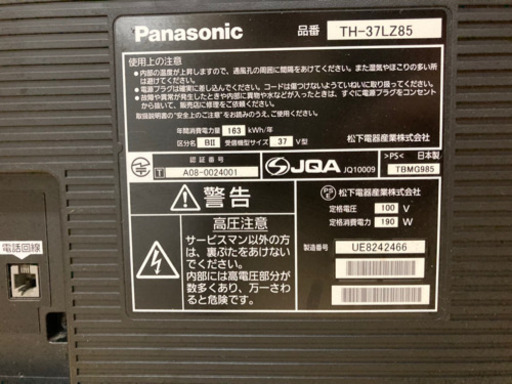 Panasonic 品番 TH-37LZ85
使用上の注意
●内部の温度が上昇しますので、通風孔の周囲に間隔をあけてください。また湿気やほこりの多い所は避けてください。
●電源プラグは確実に差し込んでください。コードは傷つけないようていねいに取り扱ってください。
●故障や異常が発生したときや内部に異物や水などが入ったときは、すぐに電源プラグをコンセントから抜いて、販売店に修理をご依頼ください。
取扱説明書の"安全上のご注意"をお読みのうえ、ご使用ください。
年間消費電力量 163 kWh/年
区分名 BII 受信機型サイズ 37 V型
松下電器産業株式会社
認証番号
T A08-0024001
JQA JQ10009
>PS< 日本製
TBMG985
警告
高圧注意
サービスマン以外の方は、裏ぶたをあけないでください。
内部には高電圧部分が数多くあり、万一さわると危険です。
PS E 松下電器産業株式会社
定格電圧 100 V
定格消費電力 190 W
製造番号 UE8242466
電話回線